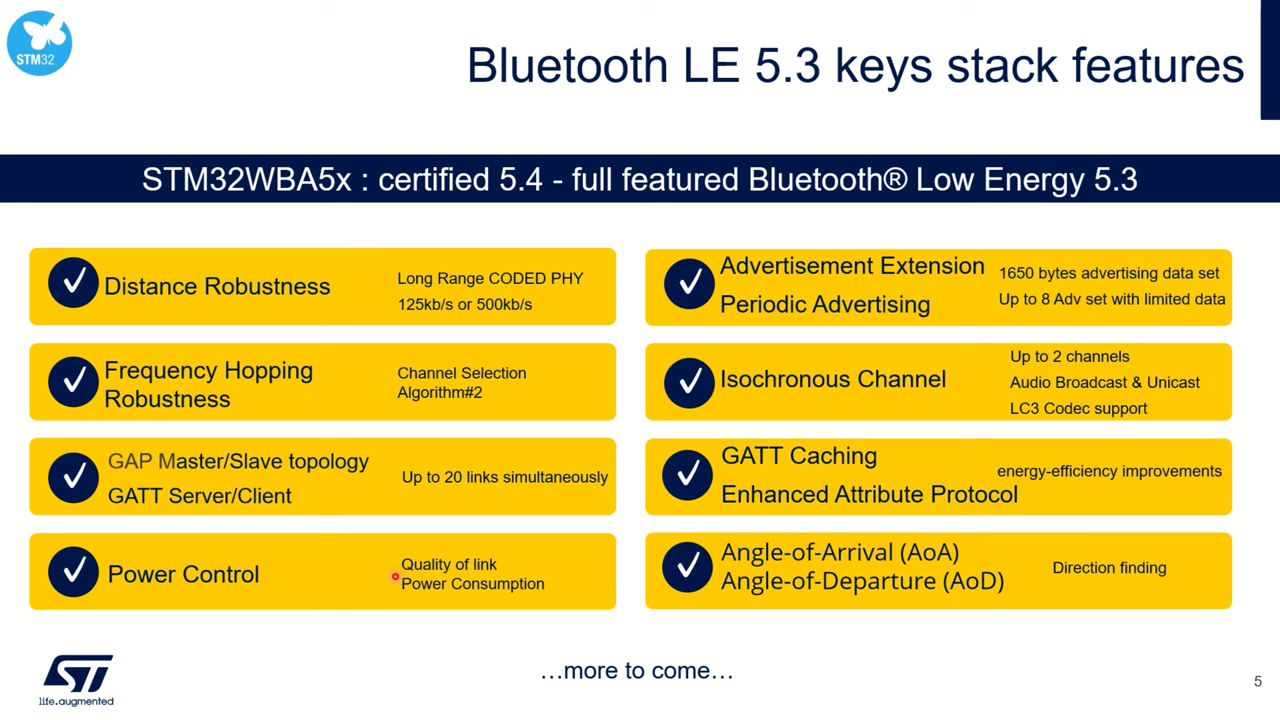 STM32
Bluetooth LE 5.3 keys stack features
STM32WBA5x : certified 5.4 - full featured Bluetooth® Low Energy 5.3
Distance Robustness
Long Range CODED PHY
125kb/s or 500kb/s
Frequency Hopping
Robustness
Channel Selection
Algorithm#2
GAP Master/Slave topology
GATT Server/Client
Up to 20 links simultaneously
Power Control
Quality of link
Power Consumption
Advertisement Extension
Periodic Advertising
1650 bytes advertising data set
Up to 8 Adv set with limited data
Isochronous Channel
Up to 2 channels
Audio Broadcast & Unicast
LC3 Codec support
GATT Caching
Enhanced Attribute Protocol
energy-efficiency improvements
Angle-of-Arrival (AoA)
Angle-of-Departure (AoD)
Direction finding
…more to come…
ST
life.augmented
5